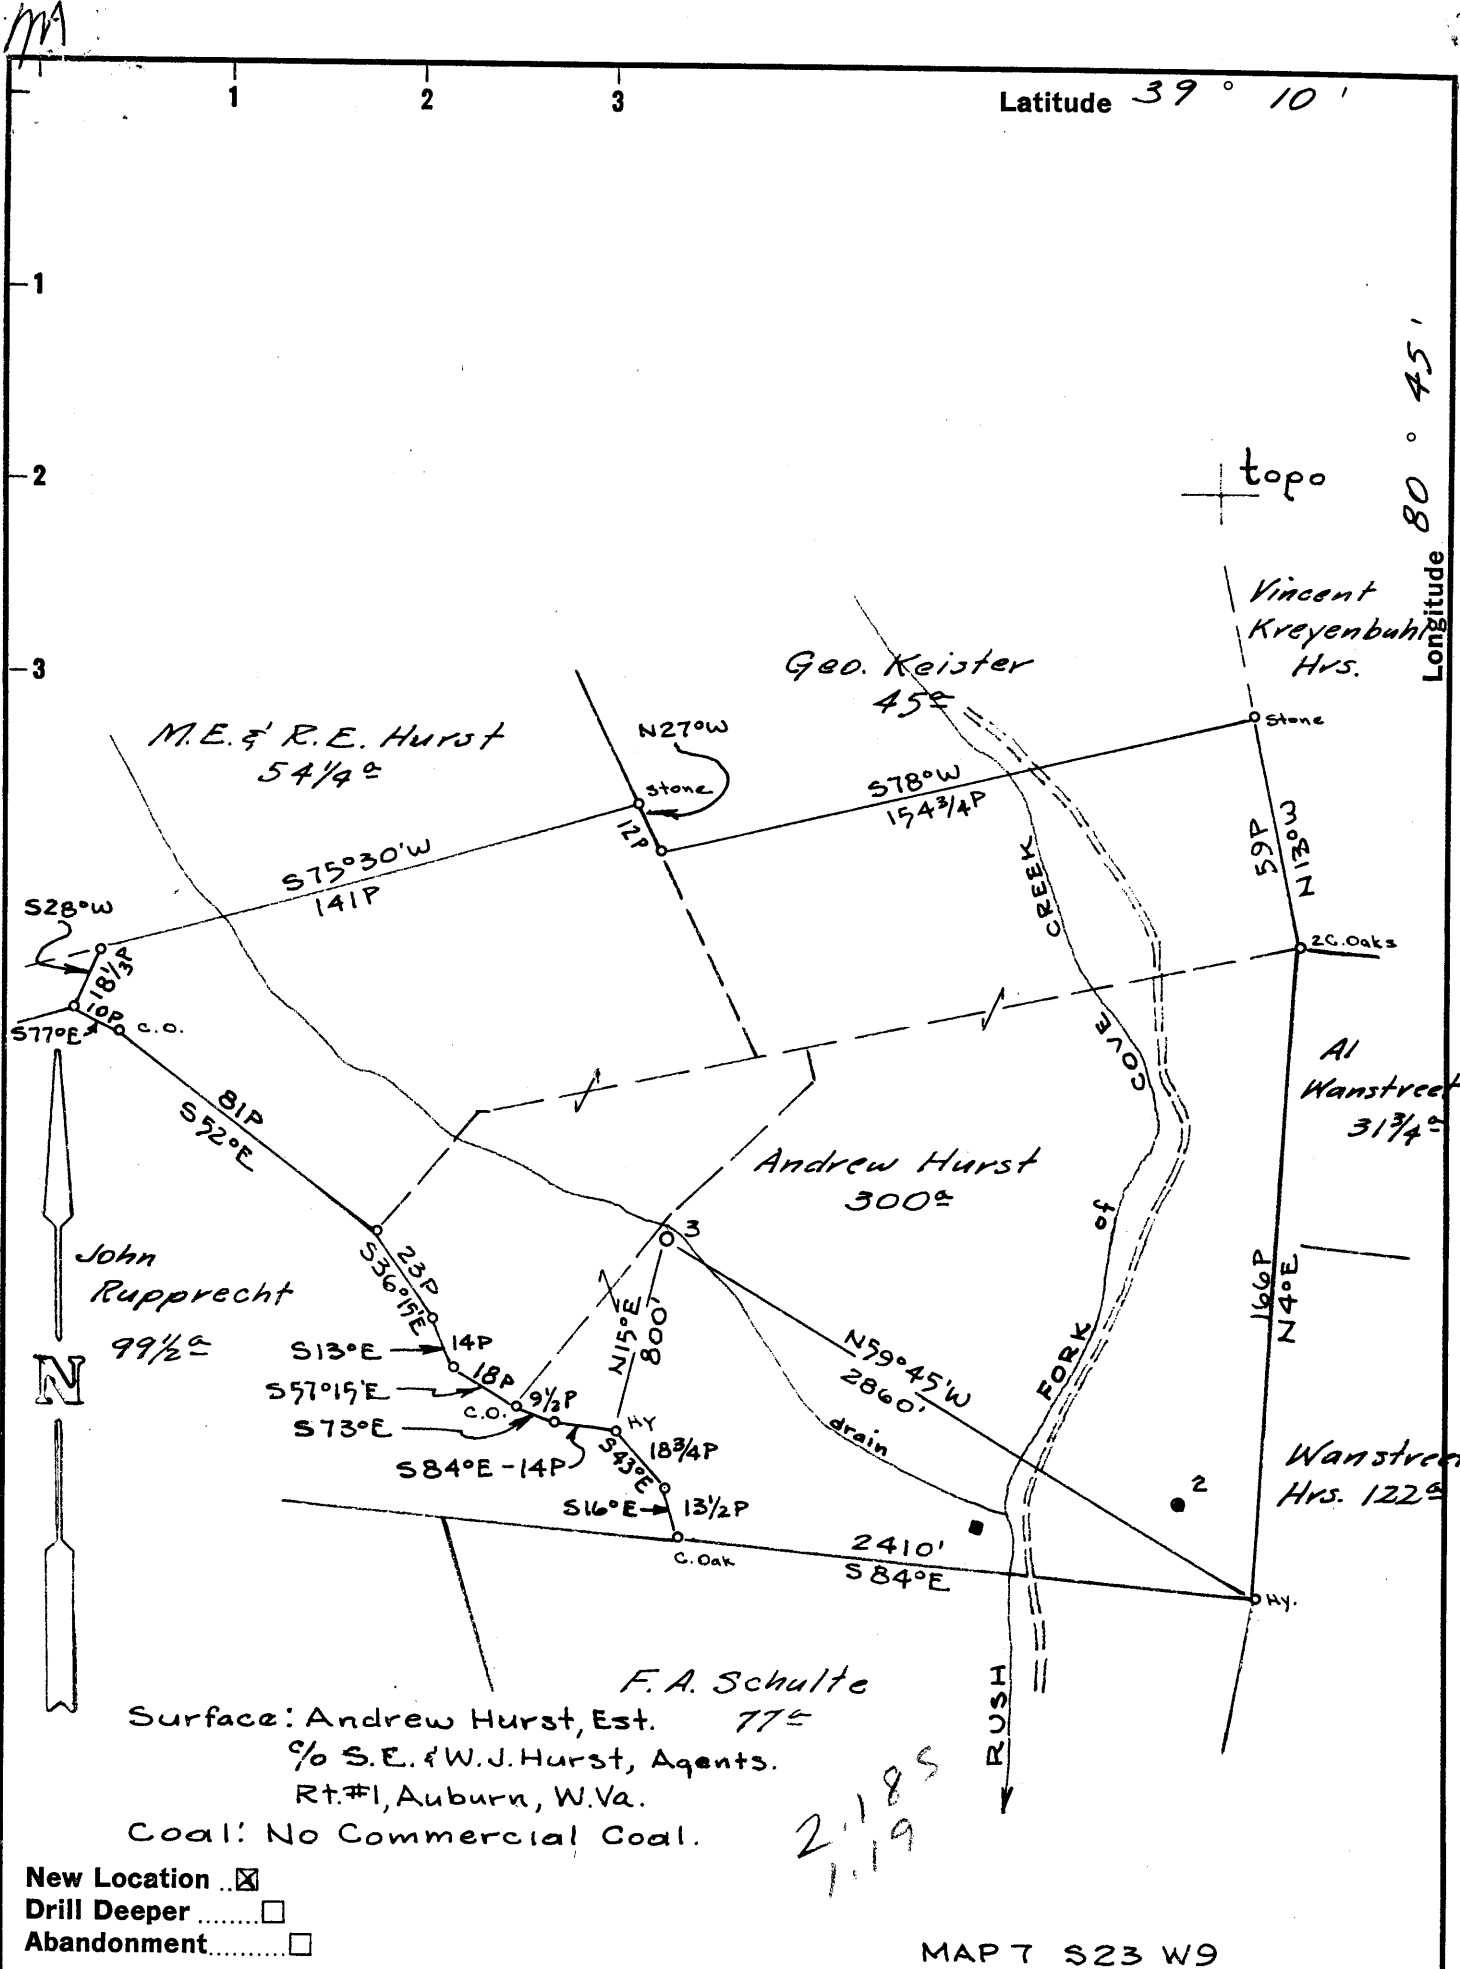 MA
1 2 3
Latitude 39° 10'
1
2
3
Longitude 80° 45'
topo
Vincent
Kreyenbuhl
Hrs.
Geo. Keister
45a
M.E. & R.E. Hurst
54 1/4 a
N27°W
Stone
12P
Stone
S78°W
154 3/4 P
S75°30'W
141P
59P
N13°W
S28°W
18 1/3 P
10P
S77°E
C.O.
2C.Oaks
CREEK
COVE
of
FORK
RUSH
Al
Wanstreet
31 3/4 a
81P
S52°E
Andrew Hurst
300a
John
Rupprecht
99 1/2 a
N
23P
S36°15'E
3
N15°E
800'
166P
N4°E
S13°E
14P
S57°15'E
18P
C.O.
9 1/2 P
S73°E
S84°E-14P
HY
18 3/4 P
S43°E
S16°E
13 1/2 P
C.Oak
N59°45'W
2860'
drain
2
Wanstreet
Hrs. 122a
2410'
S84°E
Hy.
F.A. Schulte
77a
Surface: Andrew Hurst, Est.
c/o S.E. & W.J. Hurst, Agents.
Rt.#1, Auburn, W.Va.
Coal: No Commercial Coal.
2.18 S
1.19
New Location ..☒
Drill Deeper ........☐
Abandonment..........☐
MAP 7 S23 W9